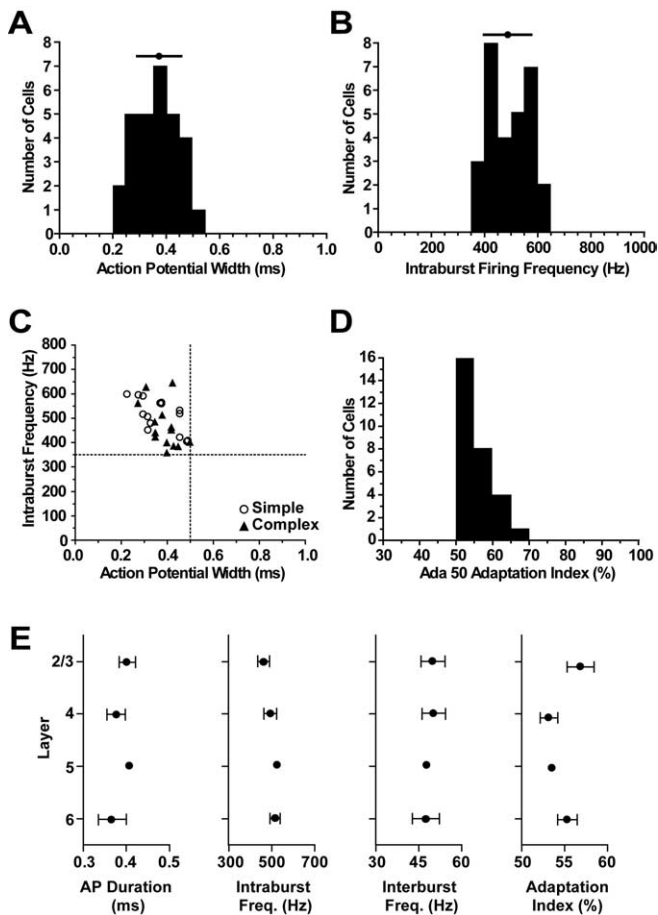 A
B
8
7
6
5
4
3
2
1
0
Number of Cells
0.0 0.2 0.4 0.6 0.8 1.0
Action Potential Width (ms)
8
7
6
5
4
3
2
1
0
Number of Cells
0 200 400 600 800 1000
Intraburst Firing Frequency (Hz)
C
D
800
700
600
500
400
300
200
100
0
Intraburst Frequency (Hz)
Simple
Complex
0.0 0.2 0.4 0.6 0.8 1.0
Action Potential Width (ms)
16
14
12
10
8
6
4
2
0
Number of Cells
30 40 50 60 70 80 90 100
Ada 50 Adaptation Index (%)
E
2/3
4
5
6
Layer
0.3 0.4 0.5
AP Duration
(ms)
300 500 700
Intraburst
Freq. (Hz)
30 45 60
Interburst
Freq. (Hz)
50 55 60
Adaptation
Index (%)